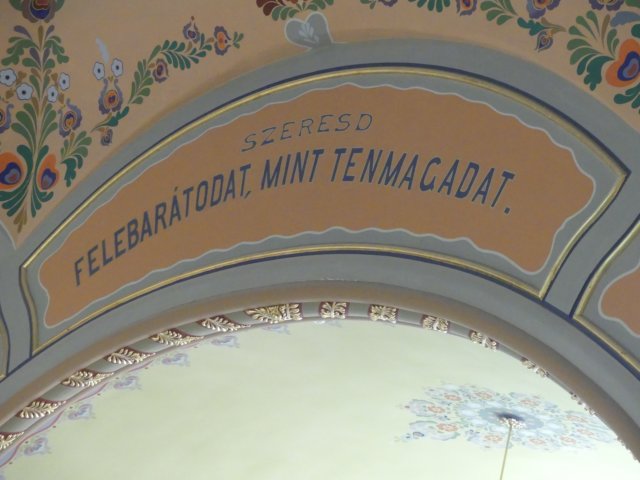 SZERESD
FELEBARÁTODAT, MINT TENMAGADAT.